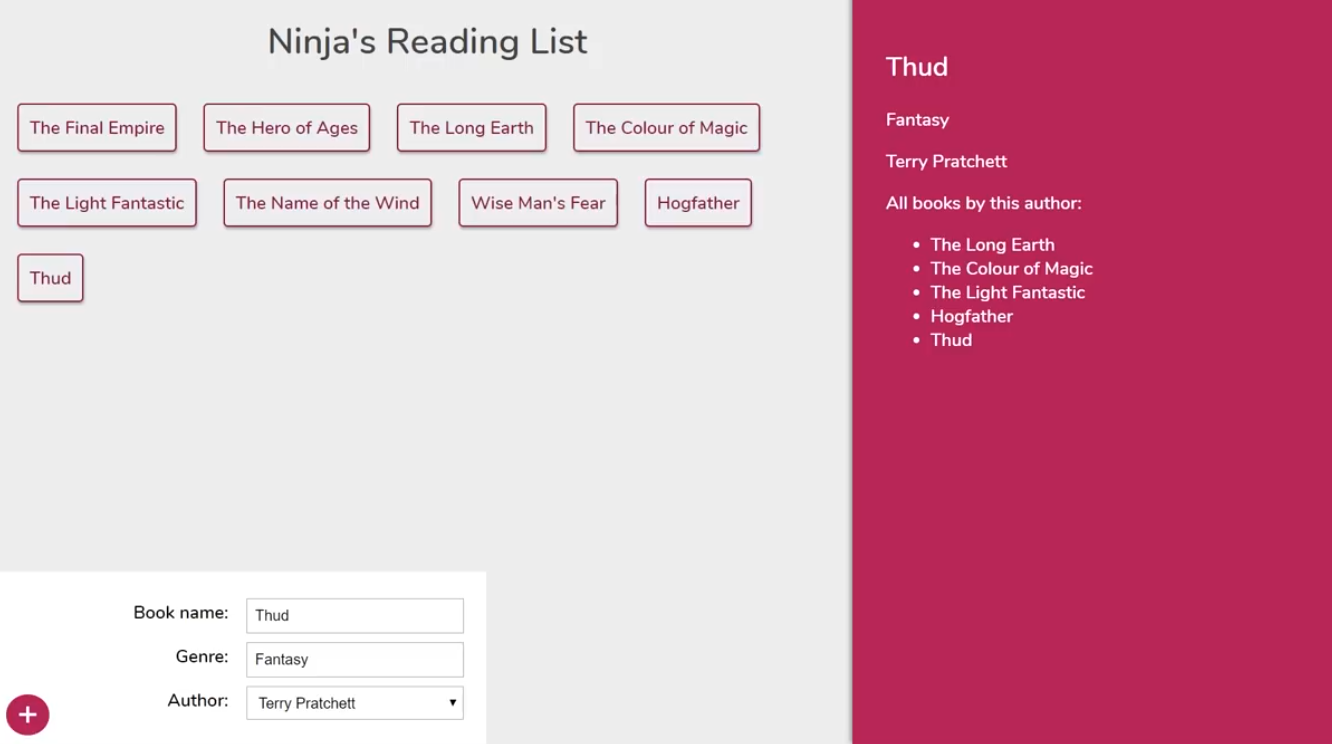 Ninja's Reading List
The Final Empire
The Hero of Ages
The Long Earth
The Colour of Magic
The Light Fantastic
The Name of the Wind
Wise Man's Fear
Hogfather
Thud
Book name: Thud
Genre: Fantasy
Author: Terry Pratchett
+
Thud
Fantasy
Terry Pratchett
All books by this author:
• The Long Earth
• The Colour of Magic
• The Light Fantastic
• Hogfather
• Thud